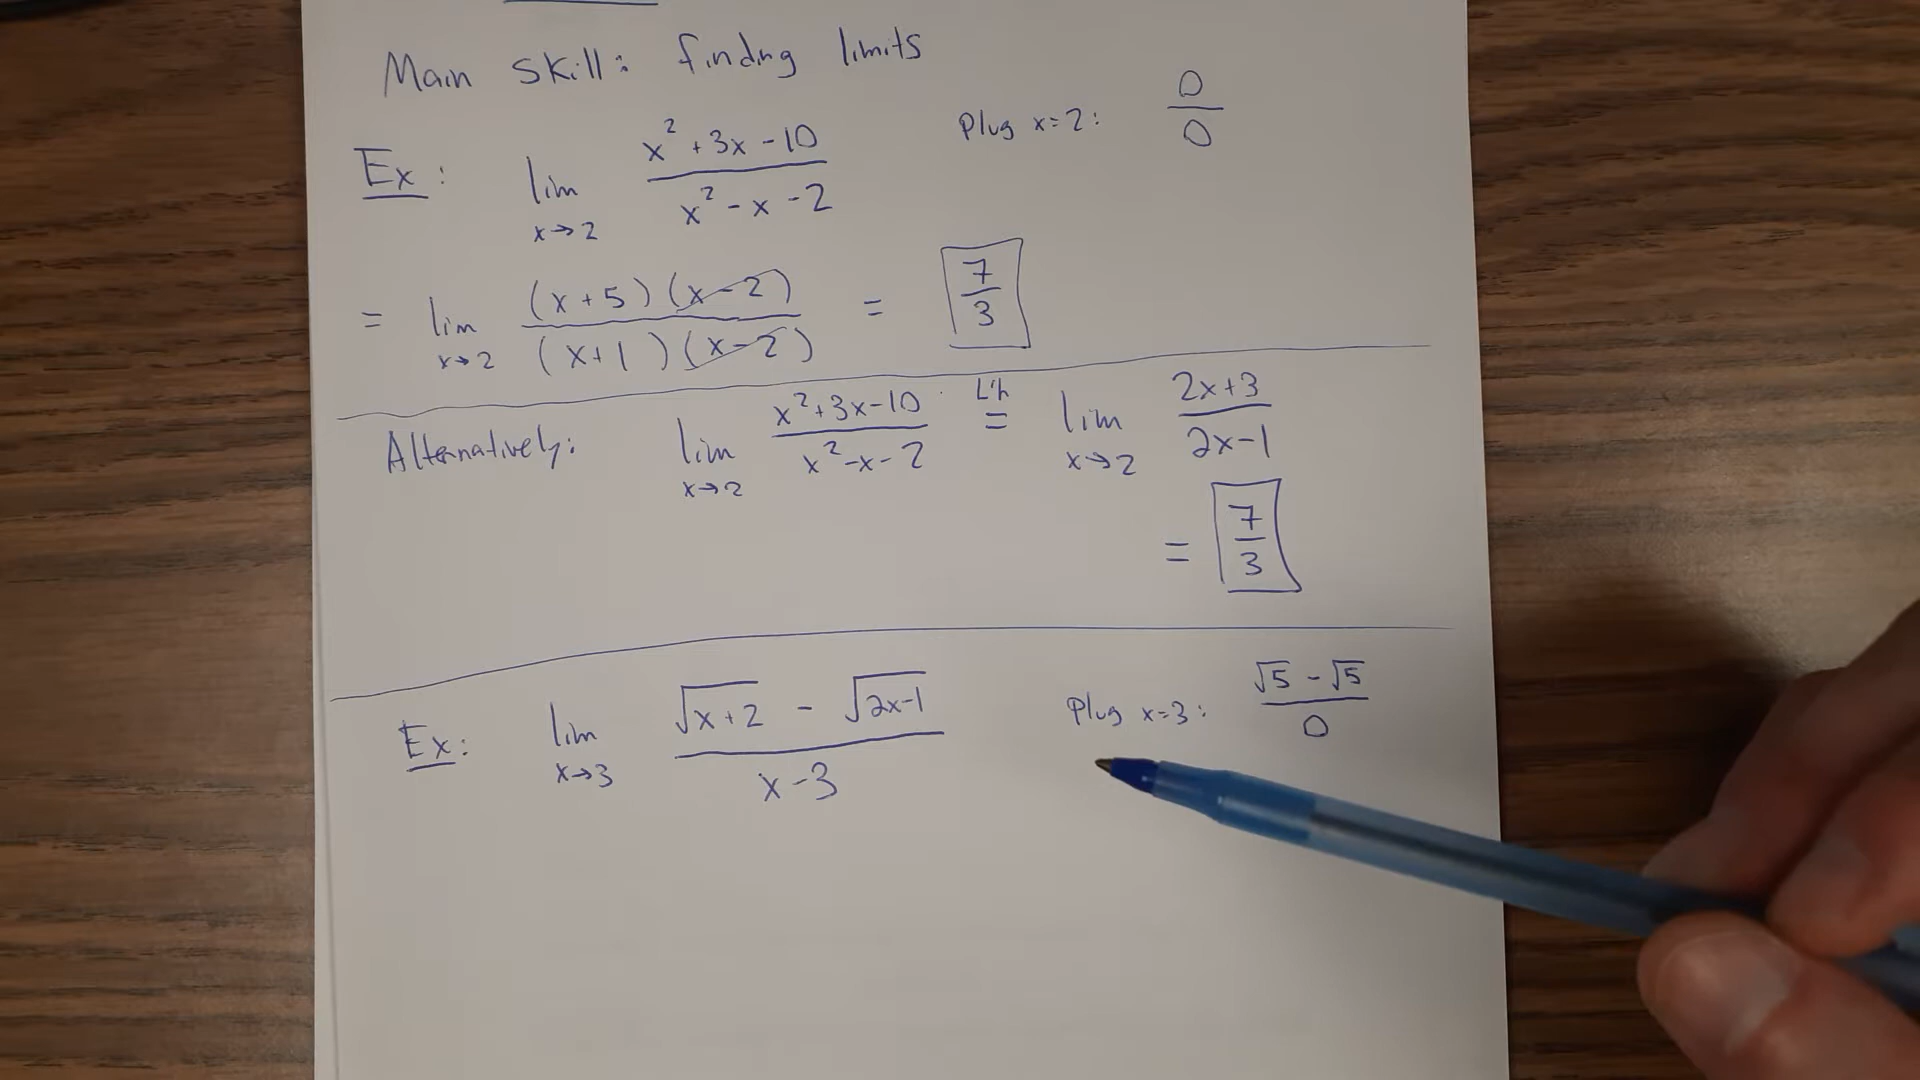 Main skill: finding limits
Ex: lim x→2 (x² + 3x - 10)/(x² - x - 2) Plug x=2: 0/0
= lim x→2 (x+5)(x-2)/(x+1)(x-2) = 7/3
Alternatively: lim x→2 (x²+3x-10)/(x²-x-2) L'h = lim x→2 (2x+3)/(2x-1)
= 7/3
Ex: lim x→3 (√(x+2) - √(2x-1))/(x-3) Plug x=3: (√5 - √5)/0